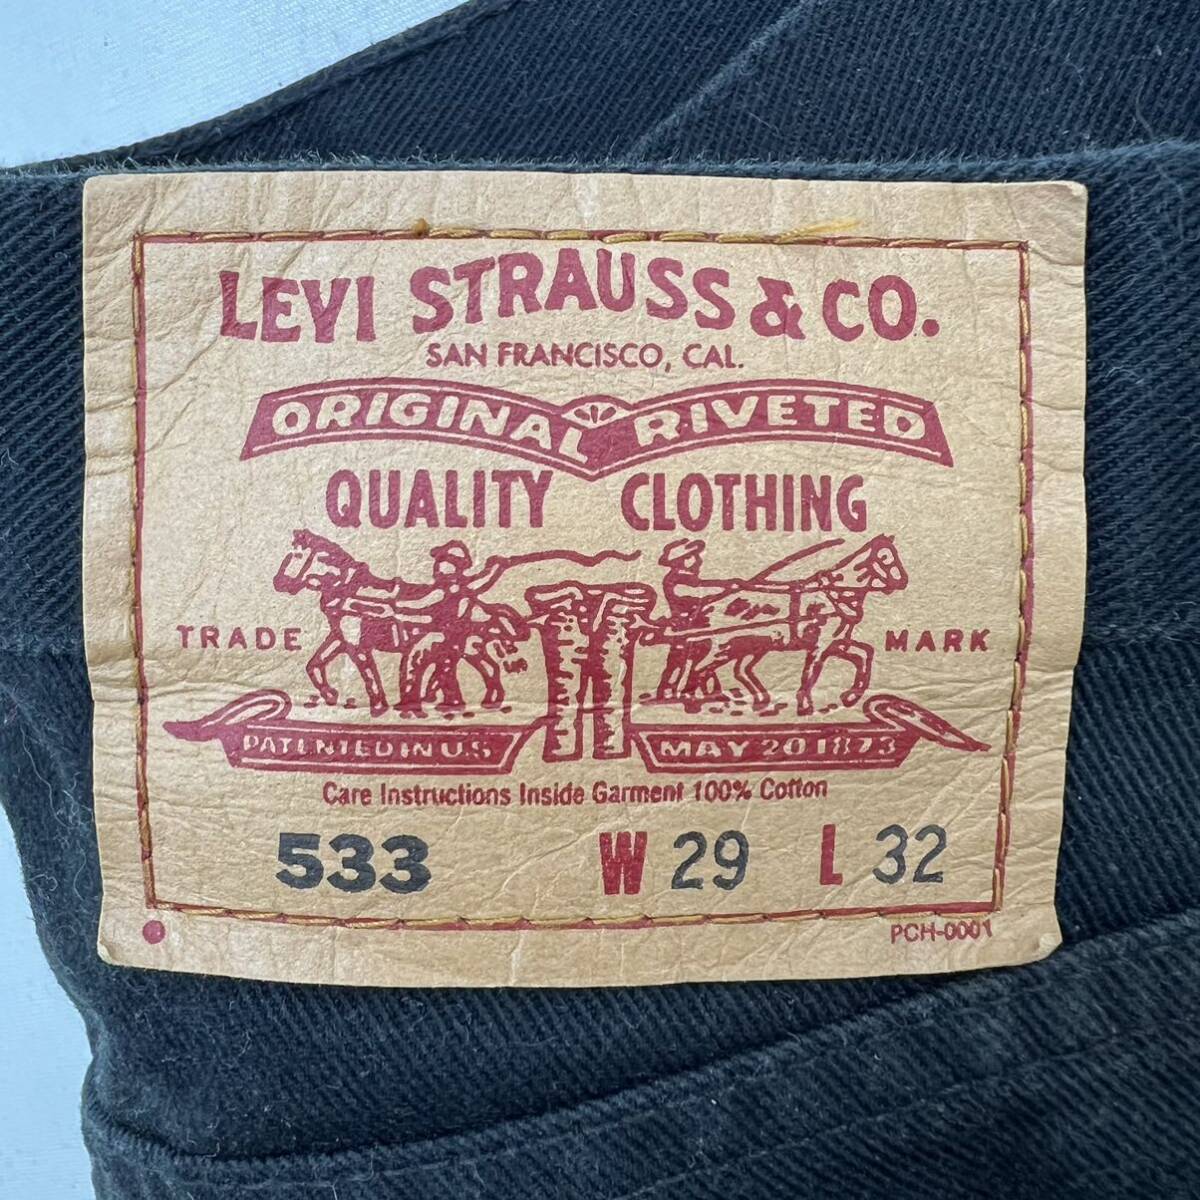 LEVI STRAUSS & CO.
SAN FRANCISCO, CAL.
ORIGINAL RIVETED
QUALITY CLOTHING
TRADE MARK
PATENTED IN U.S. MAY 20 1873
Care Instructions Inside Garment 100% Cotton
533 W 29 L 32
PCH-0001